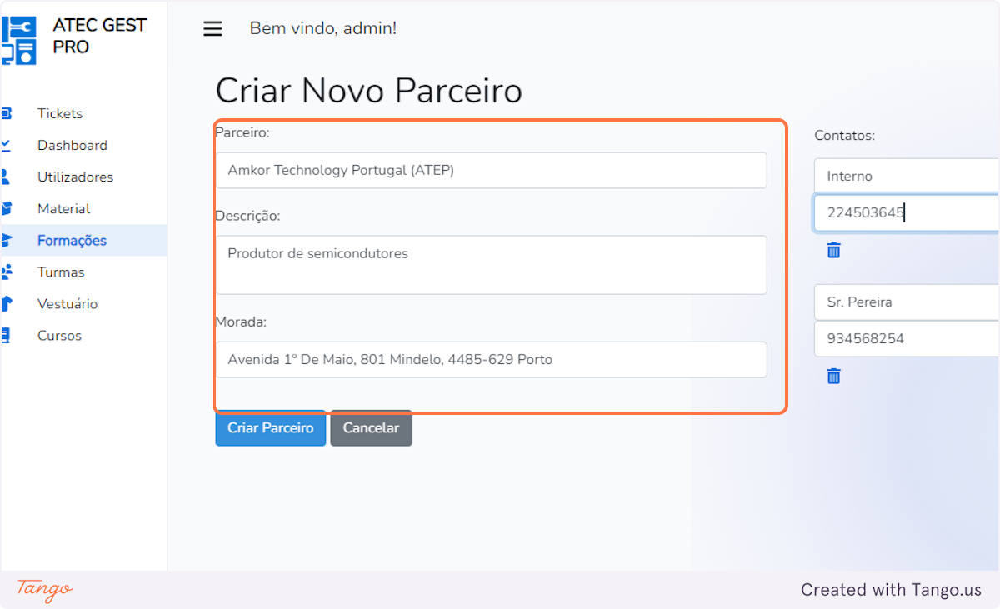 ATEC GEST
PRO
Bem vindo, admin!
Tickets
Dashboard
Utilizadores
Material
Formações
Turmas
Vestuário
Cursos
Criar Novo Parceiro
Parceiro:
Amkor Technology Portugal (ATEP)
Descrição:
Produtor de semicondutores
Morada:
Avenida 1º De Maio, 801 Mindelo, 4485-629 Porto
Criar Parceiro
Cancelar
Contatos:
Interno
224503645
Sr. Pereira
934568254
Tango
Created with Tango.us